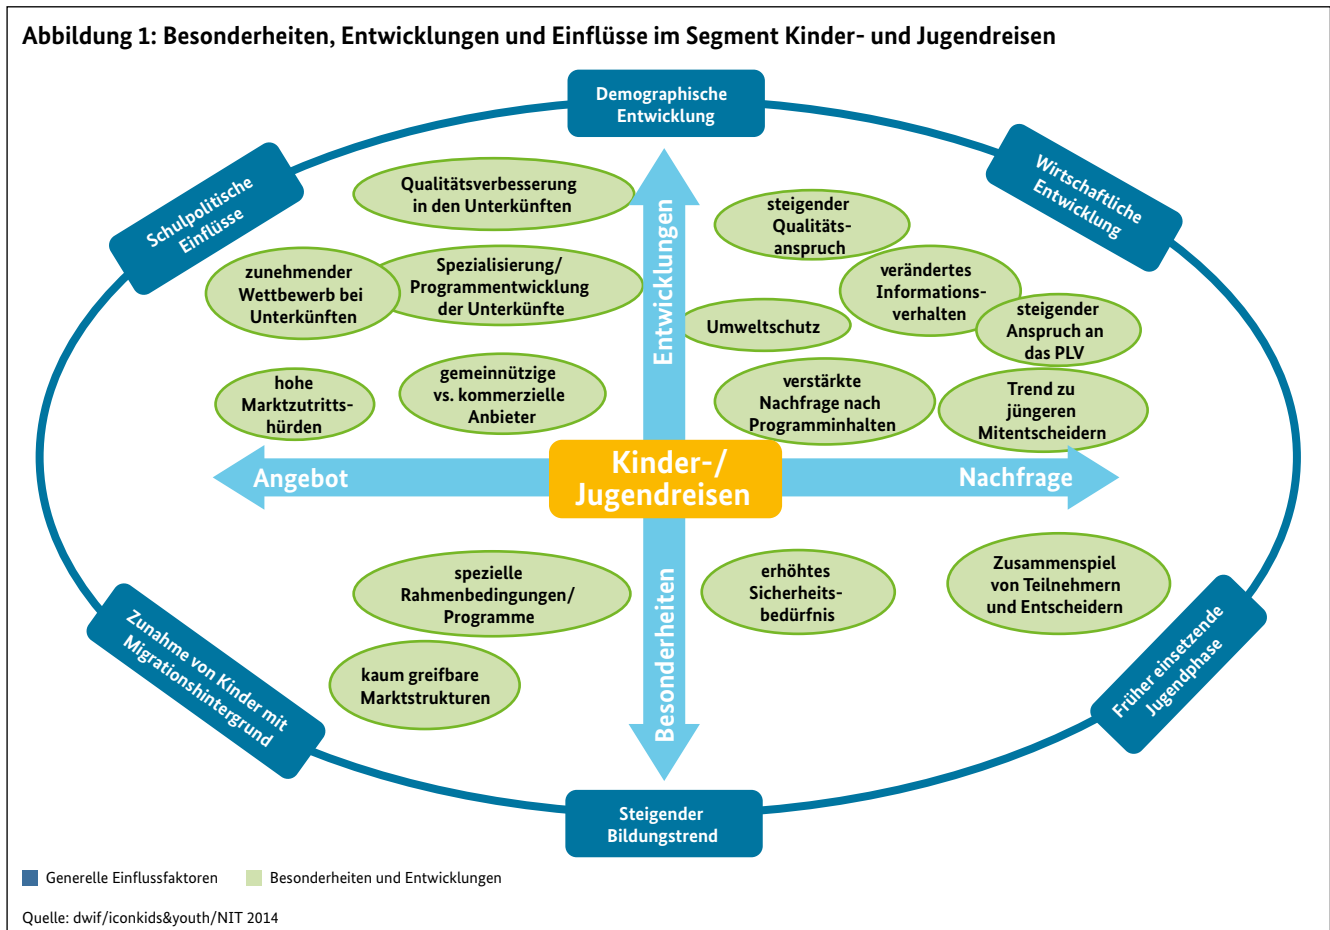 Abbildung 1: Besonderheiten, Entwicklungen und Einflüsse im Segment Kinder- und Jugendreisen
Demographische
Entwicklung
Schulpolitische
Einflüsse
Wirtschaftliche
Entwicklung
Qualitätsverbesserung
in den Unterkünften
zunehmender
Wettbewerb bei
Unterkünften
Spezialisierung/
Programmentwicklung
der Unterkünfte
hohe
Marktzutritts-
hürden
gemeinnützige
vs. kommerzielle
Anbieter
Entwicklungen
steigender
Qualitäts-
anspruch
verändertes
Informations-
verhalten
Umweltschutz
steigender
Anspruch an
das PLV
verstärkte
Nachfrage nach
Programminhalten
Trend zu
jüngeren
Mitentscheidern
Angebot
Kinder-/
Jugendreisen
Nachfrage
spezielle
Rahmenbedingungen/
Programme
kaum greifbare
Marktstrukturen
Besonderheiten
erhöhtes
Sicherheits-
bedürfnis
Zusammenspiel
von Teilnehmern
und Entscheidern
Zunahme von Kinder mit
Migrationshintergrund
Früher einsetzende
Jugendphase
Steigender
Bildungstrend
Generelle Einflussfaktoren
Besonderheiten und Entwicklungen
Quelle: dwif/iconkids&youth/NIT 2014